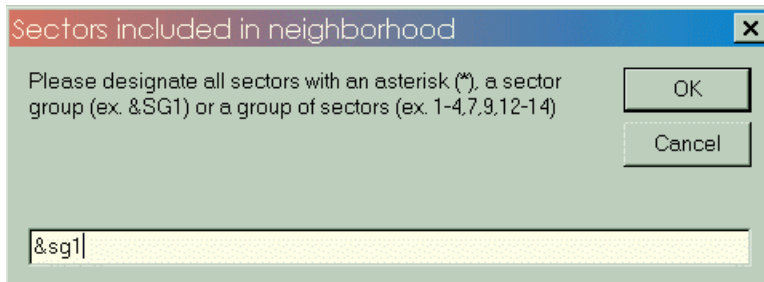 Sectors included in neighborhood
Please designate all sectors with an asterisk (*), a sector
group (ex. &SG1) or a group of sectors (ex. 1-4,7,9,12-14)
OK
Cancel
&sg1